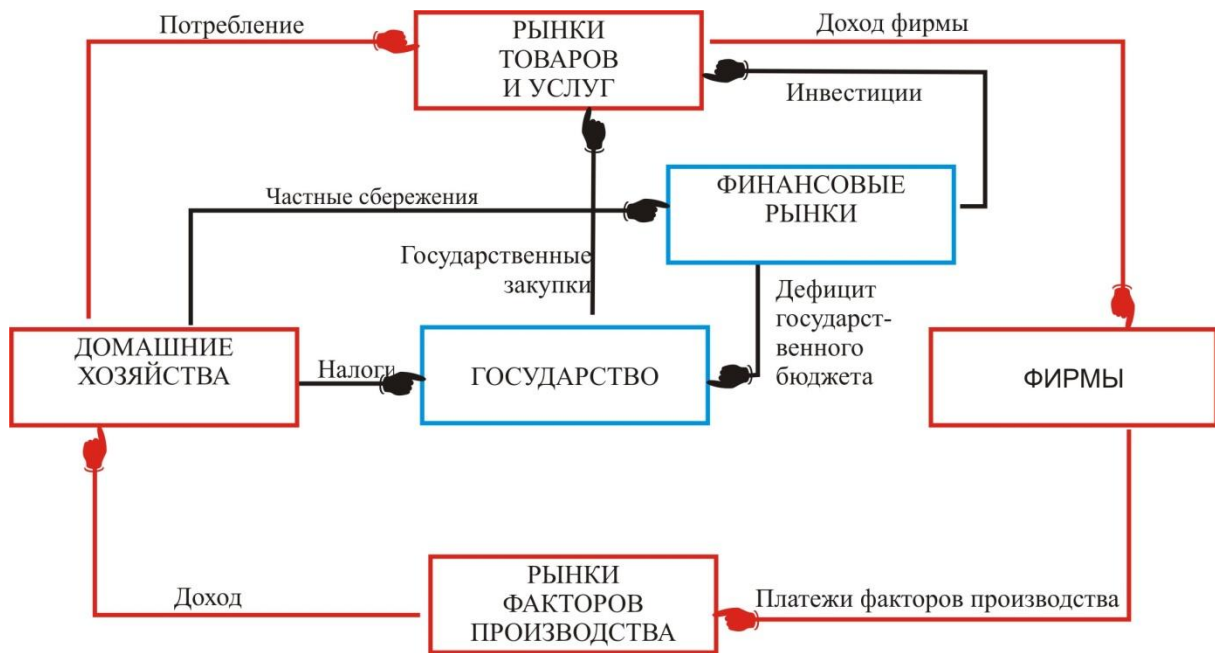 Потребление
РЫНКИ
ТОВАРОВ
И УСЛУГ
Доход фирмы
Инвестиции
Частные сбережения
ФИНАНСОВЫЕ
РЫНКИ
Государственные
закупки
Дефицит
государст-
венного
бюджета
ДОМАШНИЕ
ХОЗЯЙСТВА
Налоги
ГОСУДАРСТВО
ФИРМЫ
Доход
РЫНКИ
ФАКТОРОВ
ПРОИЗВОДСТВА
Платежи факторов производства